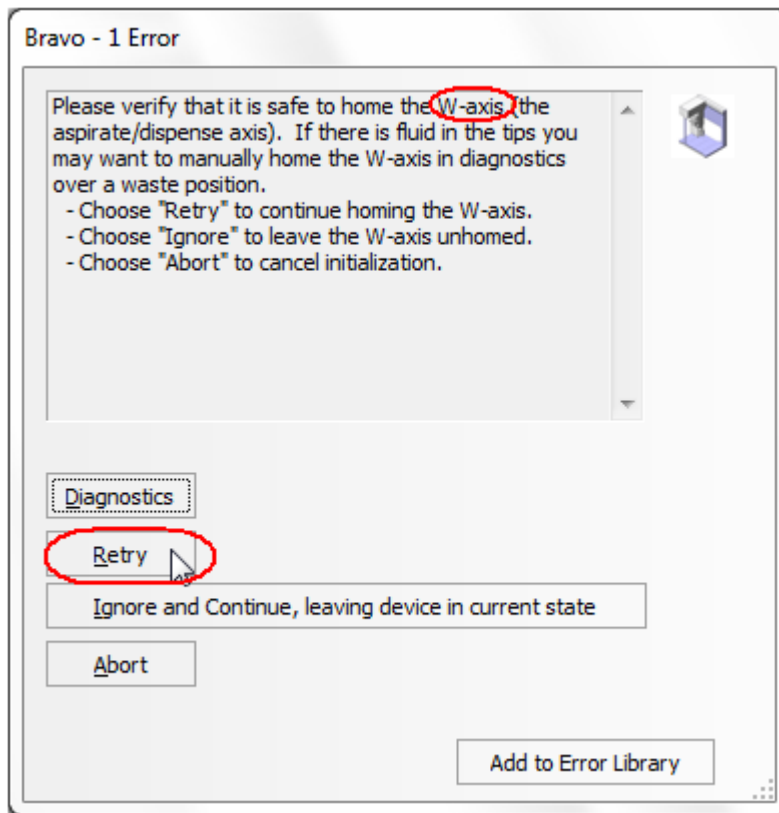 Bravo - 1 Error
Please verify that it is safe to home the W-axis (the
aspirate/dispense axis). If there is fluid in the tips you
may want to manually home the W-axis in diagnostics
over a waste position.
- Choose "Retry" to continue homing the W-axis.
- Choose "Ignore" to leave the W-axis unhomed.
- Choose "Abort" to cancel initialization.
Diagnostics
Retry
Ignore and Continue, leaving device in current state
Abort
Add to Error Library